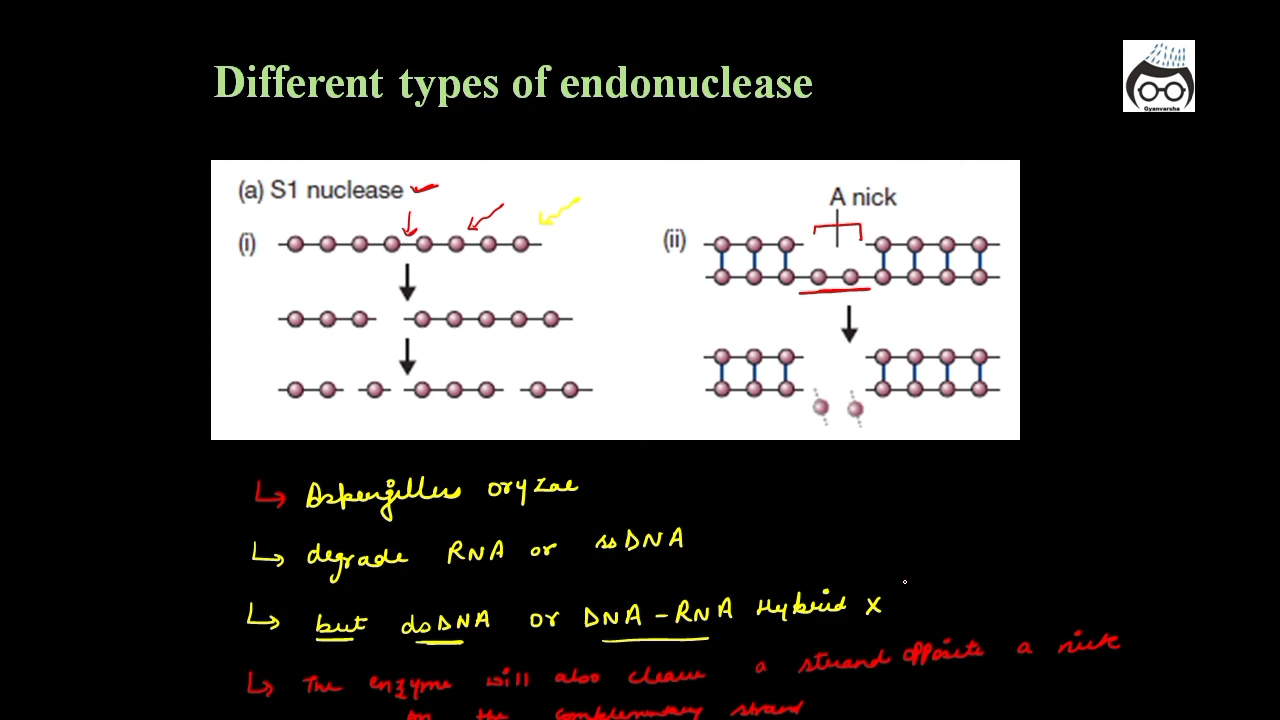 Different types of endonuclease
Gyanvarsha
(a) S1 nuclease
A nick
(i)
(ii)
Aspergillus oryzae
degrade RNA or ssDNA
but dsDNA or DNA-RNA Hybrid x
The enzyme will also cleave a strand opposite a nick
on the complementary strand